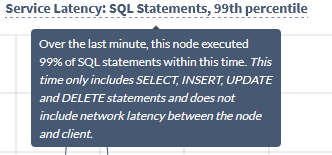 Service Latency: SQL Statements, 99th percentile
Over the last minute, this node executed
99% of SQL statements within this time. This
time only includes SELECT, INSERT, UPDATE
and DELETE statements and does not
include network latency between the node
and client.